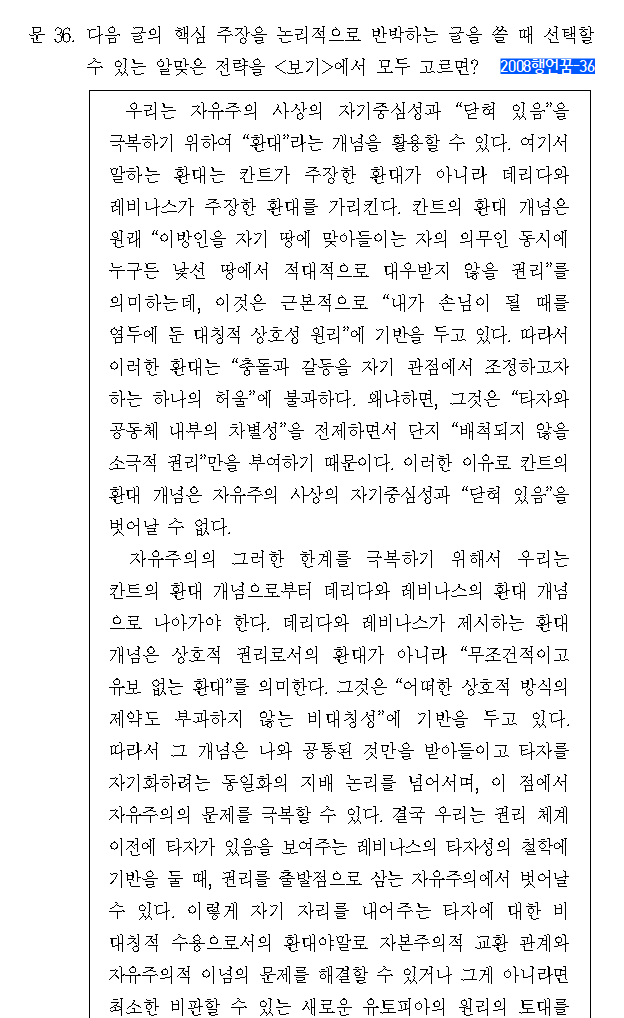 문 36. 다음 글의 핵심 주장을 논리적으로 반박하는 글을 쓸 때 선택할
수 있는 알맞은 전략을 <보기>에서 모두 고르면? 2008행언꿈-36
우리는 자유주의 사상의 자기중심성과 “닫혀 있음”을
극복하기 위하여 “환대”라는 개념을 활용할 수 있다. 여기서
말하는 환대는 칸트가 주장한 환대가 아니라 데리다와
레비나스가 주장한 환대를 가리킨다. 칸트의 환대 개념은
원래 “이방인을 자기 땅에 맞아들이는 자의 의무인 동시에
누구든 낯선 땅에서 적대적으로 대우받지 않을 권리”를
의미하는데, 이것은 근본적으로 “내가 손님이 될 때를
염두에 둔 대칭적 상호성 원리”에 기반을 두고 있다. 따라서
이러한 환대는 “충돌과 갈등을 자기 관점에서 조정하고자
하는 하나의 허울”에 불과하다. 왜냐하면, 그것은 “타자와
공동체 내부의 차별성”을 전제하면서 단지 “배척되지 않을
소극적 권리”만을 부여하기 때문이다. 이러한 이유로 칸트의
환대 개념은 자유주의 사상의 자기중심성과 “닫혀 있음”을
벗어날 수 없다.
자유주의의 그러한 한계를 극복하기 위해서 우리는
칸트의 환대 개념으로부터 데리다와 레비나스의 환대 개념
으로 나아가야 한다. 데리다와 레비나스가 제시하는 환대
개념은 상호적 권리로서의 환대가 아니라 “무조건적이고
유보 없는 환대”를 의미한다. 그것은 “어떠한 상호적 방식의
제약도 부과하지 않는 비대칭성”에 기반을 두고 있다.
따라서 그 개념은 나와 공통된 것만을 받아들이고 타자를
자기화하려는 동일화의 지배 논리를 넘어서며, 이 점에서
자유주의의 문제를 극복할 수 있다. 결국 우리는 권리 체계
이전에 타자가 있음을 보여주는 레비나스의 타자성의 철학에
기반을 둘 때, 권리를 출발점으로 삼는 자유주의에서 벗어날
수 있다. 이렇게 자기 자리를 내어주는 타자에 대한 비
대칭적 수용으로서의 환대야말로 자본주의적 교환 관계와
자유주의적 이념의 문제를 해결할 수 있거나 그게 아니라면
최소한 비판할 수 있는 새로운 유토피아의 원리의 토대를